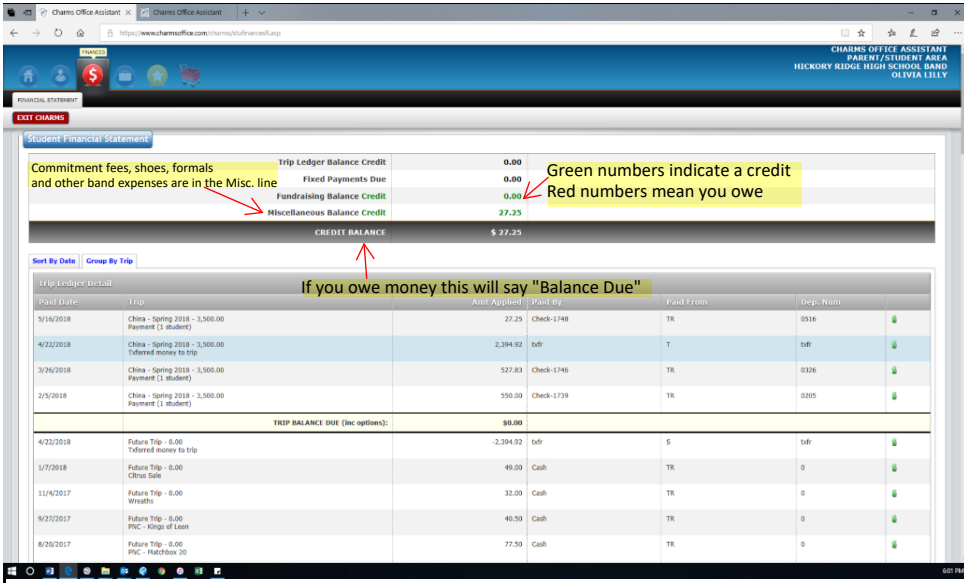 Charms Office Assistant
Charms Office Assistant
https://www.charmsoffice.com/charms/stufinancesfl.asp
CHARMS OFFICE ASSISTANT
PARENT/STUDENT AREA
HICKORY RIDGE HIGH SCHOOL BAND
OLIVIA LILLY
FINANCES
FINANCIAL STATEMENT
EXIT CHARMS
Student Financial Statement
Trip Ledger Balance Credit 0.00
Fixed Payments Due 0.00
Fundraising Balance Credit 0.00
Miscellaneous Balance Credit 27.25
CREDIT BALANCE $ 27.25
Commitment fees, shoes, formals
and other band expenses are in the Misc. line
Green numbers indicate a credit
Red numbers mean you owe
If you owe money this will say "Balance Due"
Sort By Date Group By Trip
Trip Ledger Detail
Paid Date Trip Amt Applied Paid By Paid From Dep. Num
5/16/2018 China - Spring 2018 - 3,500.00 27.25 Check-1748 TR 0516
Payment (1 student)
4/22/2018 China - Spring 2018 - 3,500.00 2,394.92 txfr T txfr
Txferred money to trip
3/26/2018 China - Spring 2018 - 3,500.00 527.83 Check-1746 TR 0326
Payment (1 student)
2/5/2018 China - Spring 2018 - 3,500.00 550.00 Check-1739 TR 0205
Payment (1 student)
TRIP BALANCE DUE (inc options): $0.00
4/22/2018 Future Trip - 0.00 -2,394.92 txfr S txfr
Txferred money to trip
1/7/2018 Future Trip - 0.00 49.00 Cash TR 0
Citrus Sale
11/4/2017 Future Trip - 0.00 32.00 Cash TR 0
Wreaths
9/27/2017 Future Trip - 0.00 40.50 Cash TR 0
PNC - Kings of Leon
8/20/2017 Future Trip - 0.00 77.50 Cash TR 0
PNC - Matchbox 20
6:01 PM